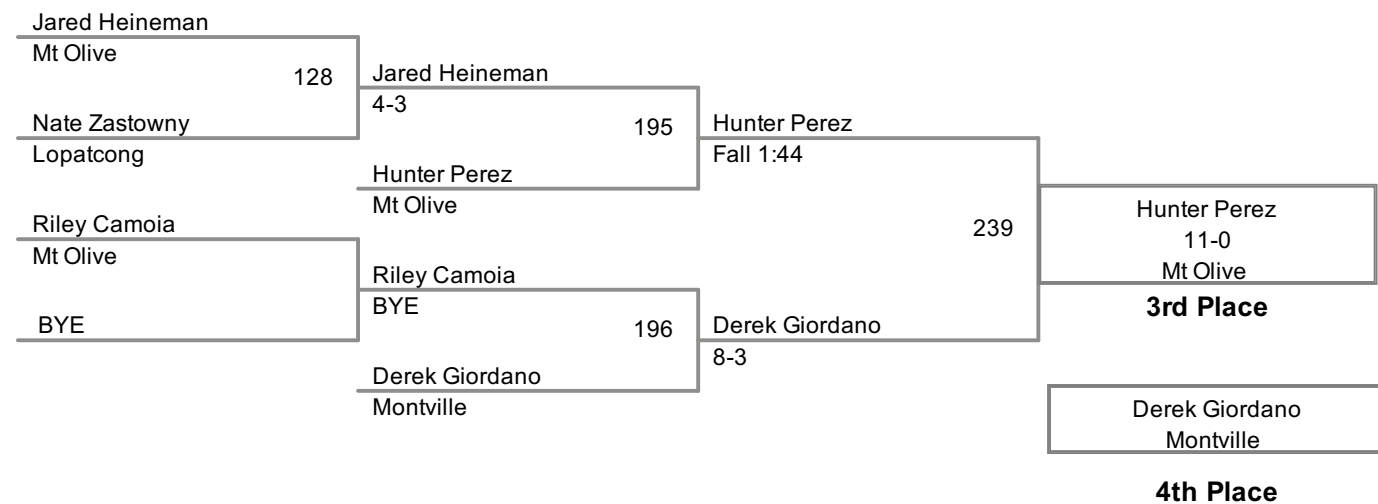 Jared Heineman
Mt Olive
128
Nate Zastowny
Lopatcong
Riley Camoia
Mt Olive
BYE
Jared Heineman
4-3
195
Hunter Perez
Mt Olive
Riley Camoia
BYE
196
Derek Giordano
Montville
Hunter Perez
Fall 1:44
239
Derek Giordano
8-3
Hunter Perez
11-0
Mt Olive
3rd Place
Derek Giordano
Montville
4th Place